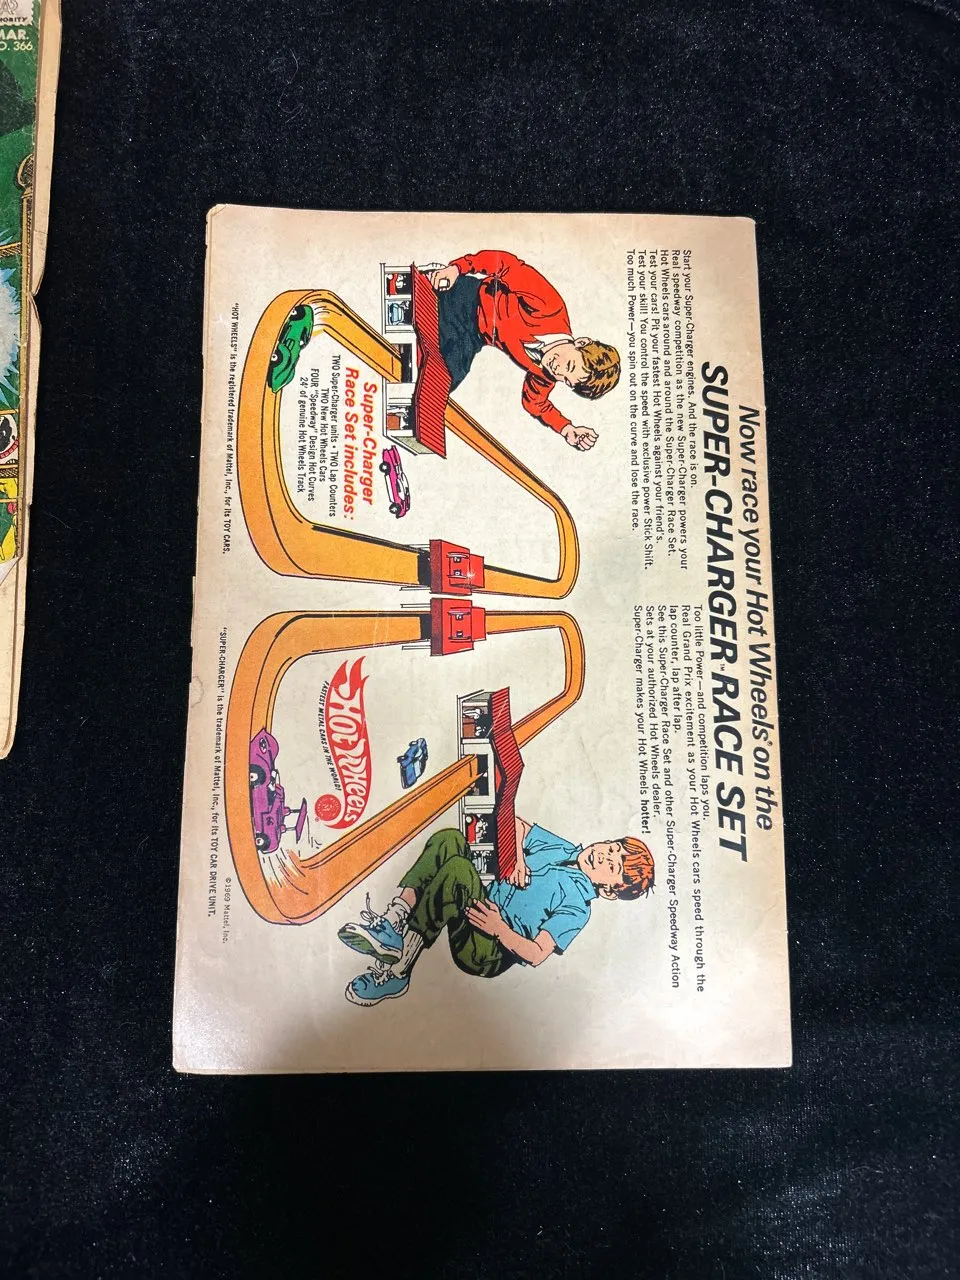 Now race your Hot Wheels® on the
SUPER-CHARGER™ RACE SET
Start your Super-Charger engines. And the race is on.
Real speedway competition as the new Super-Charger powers your
Hot Wheels cars around and around the Super-Charger Race Set.
Test your cars! Pit your fastest Hot Wheels against your friend's.
Test your skill! You control the speed with exclusive power Stick Shift.
Too much Power—you spin out on the curve and lose the race.
Too little Power—and competition laps you.
Real Grand Prix excitement as your Hot Wheels cars speed through the
lap counter, lap after lap.
See this Super-Charger Race Set and other Super-Charger Speedway Action
Sets at your authorized Hot Wheels dealer.
Super-Charger makes your Hot Wheels hotter!
Super-Charger
Race Set includes:
TWO Super-Charger units • TWO Lap Counters
TWO New Hot Wheels Cars
FOUR "Speedway" Design Hot Curves
24' of genuine Hot Wheels Track
HOT WHEELS
FASTEST METAL CARS IN THE WORLD!
"HOT WHEELS" is the registered trademark of Mattel, Inc., for its TOY CARS.
"SUPER-CHARGER" is the trademark of Mattel, Inc., for its TOY CAR DRIVE UNIT.
©1969 Mattel, Inc.
MAR.
NO. 366